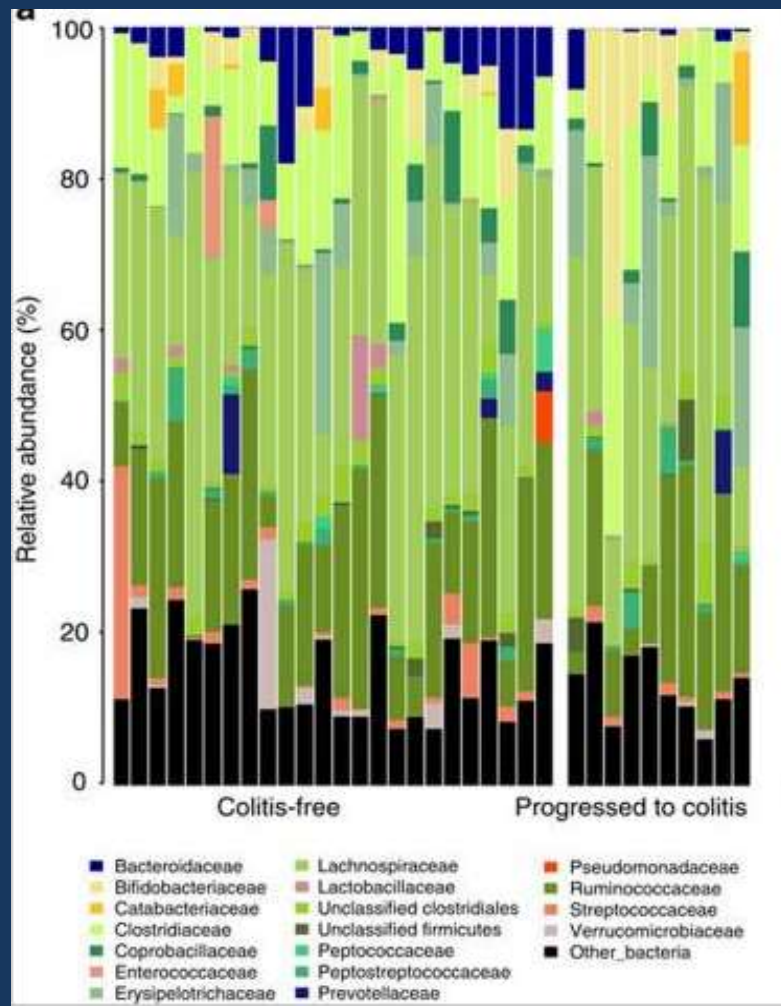 a
100
80
60
40
20
0
Relative abundance (%)
Colitis-free
Progressed to colitis
Bacteroidaceae
Bifidobacteriaceae
Catabacteriaceae
Clostridiaceae
Coprobacillaceae
Enterococcaceae
Erysipelotrichaceae
Lachnospiraceae
Lactobacillaceae
Unclassified clostridiales
Unclassified firmicutes
Peptococcaceae
Peptostreptococcaceae
Prevotellaceae
Pseudomonadaceae
Ruminococcaceae
Streptococcaceae
Verrucomicrobiaceae
Other_bacteria